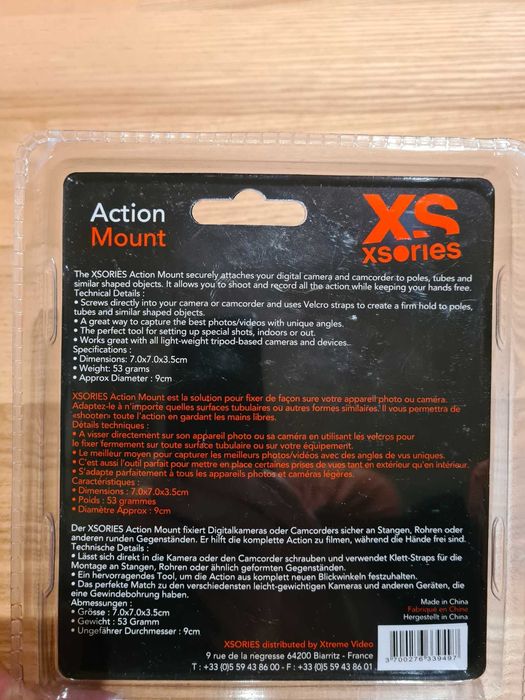 Action
Mount
XS
xsories
The XSORIES Action Mount securely attaches your digital camera and camcorder to poles, tubes and
similar shaped objects. It allows you to shoot and record all the action while keeping your hands free.
Technical Details :
• Screws directly into your camera or camcorder and uses Velcro straps to create a firm hold to poles,
tubes and similar shaped objects.
• A great way to capture the best photos/videos with unique angles.
• The perfect tool for setting up special shots, indoors or out.
• Works great with all light-weight tripod-based cameras and devices..
Specifications :
• Dimensions: 7.0x7.0x3.5cm
• Weight: 53 grams
• Approx Diameter : 9cm
XSORIES Action Mount est la solution pour fixer de façon sure votre appareil photo ou caméra.
Adaptez-le à n'importe quelles surfaces tubulaires ou autres formes similaires. Il vous permettra de
«shooter» toute l'action en gardant les mains libres.
Détails techniques :
• A visser directement sur son appareil photo ou sa caméra en utilisant les velcros pour
le fixer fermement sur toute surface tubulaire ou sur votre équipement.
• Le meilleur moyen pour capturer les meilleurs photos/vidéos avec des angles de vus uniques.
• C'est aussi l'outil parfait pour mettre en place certaines prises de vues tant en extérieur qu'en intérieur.
• S'adapte parfaitement à tous les appareils photos et caméras légères.
Caractéristiques :
• Dimensions : 7.0x7.0x3.5cm
• Poids : 53 grammes
• Diamètre Approx : 9cm
Der XSORIES Action Mount fixiert Digitalkameras oder Camcorders sicher an Stangen, Rohren oder
anderen runden Gegenständen. Er hilft die komplette Action zu filmen, während die Hände frei sind.
Technische Details :
• Lässt sich direkt in die Kamera oder den Camcorder schrauben und verwendet Klett-Straps für die
Montage an Stangen, Rohren oder ähnlich geformten Gegenständen.
• Ein hervorragendes Tool, um die Action aus komplett neuen Blickwinkeln festzuhalten.
• Das perfekte Match zu den verschiedensten leicht-gewichtigen Kameras und anderen Geräten, die
eine Gewindebohrung haben.
Abmessungen :
• Grösse : 7.0x7.0x3.5cm
• Gewicht : 53 Gramm
• Ungefährer Durchmesser : 9cm
Made in China
Fabriqué en Chine
Hergestellt in China
3 700276 339497
XSORIES distributed by Xtreme Video
9 rue de la negresse 64200 Biarritz - France
T : +33 (0)5 59 43 86 00 - F : +33 (0)5 59 43 86 01